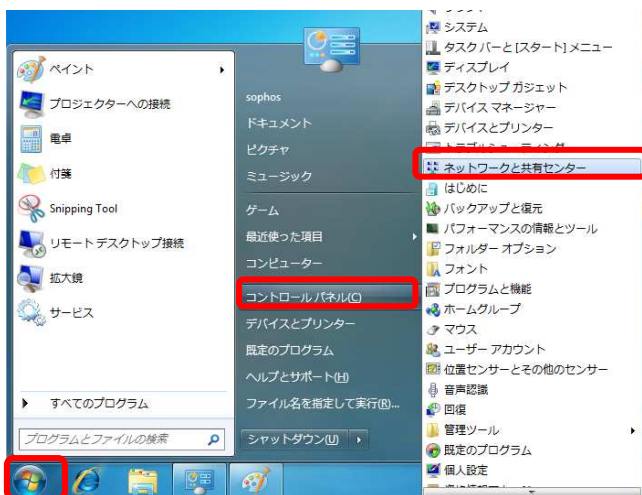 ペイント
プロジェクターへの接続
電卓
付箋
Snipping Tool
リモート デスクトップ接続
拡大鏡
サービス
すべてのプログラム
プログラムとファイルの検索
sophos
ドキュメント
ピクチャ
ミュージック
ゲーム
最近使った項目
コンピューター
コントロール パネル(C)
デバイスとプリンター
既定のプログラム
ヘルプとサポート(H)
ファイル名を指定して実行(R)...
シャットダウン(U)
システム
タスク バーと [スタート] メニュー
ディスプレイ
デスクトップ ガジェット
デバイス マネージャー
デバイスとプリンター
トラブルシューティング
ネットワークと共有センター
はじめに
バックアップと復元
パフォーマンスの情報とツール
フォルダー オプション
フォント
プログラムと機能
ホームグループ
マウス
ユーザー アカウント
位置センサーとその他のセンサー
音声認識
回復
管理ツール
既定のプログラム
個人設定